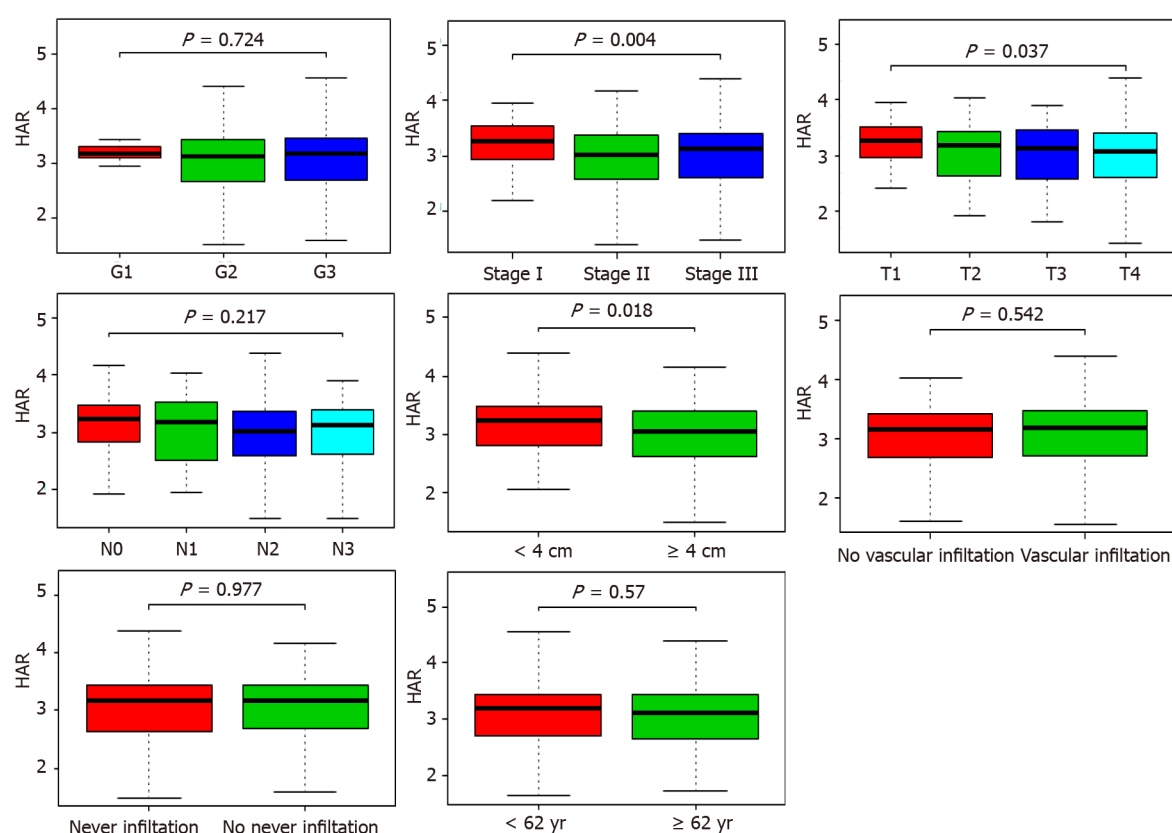 P = 0.724
5
4
3
2
HAR
G1 G2 G3
P = 0.004
5
4
3
2
HAR
Stage I Stage II Stage III
P = 0.037
5
4
3
2
HAR
T1 T2 T3 T4
P = 0.217
5
4
3
2
HAR
N0 N1 N2 N3
P = 0.018
5
4
3
2
HAR
< 4 cm ≥ 4 cm
P = 0.542
5
4
3
2
HAR
No vascular infiltration Vascular infiltration
P = 0.977
5
4
3
2
HAR
Never infiltation No never infiltation
P = 0.57
5
4
3
2
HAR
< 62 yr ≥ 62 yr